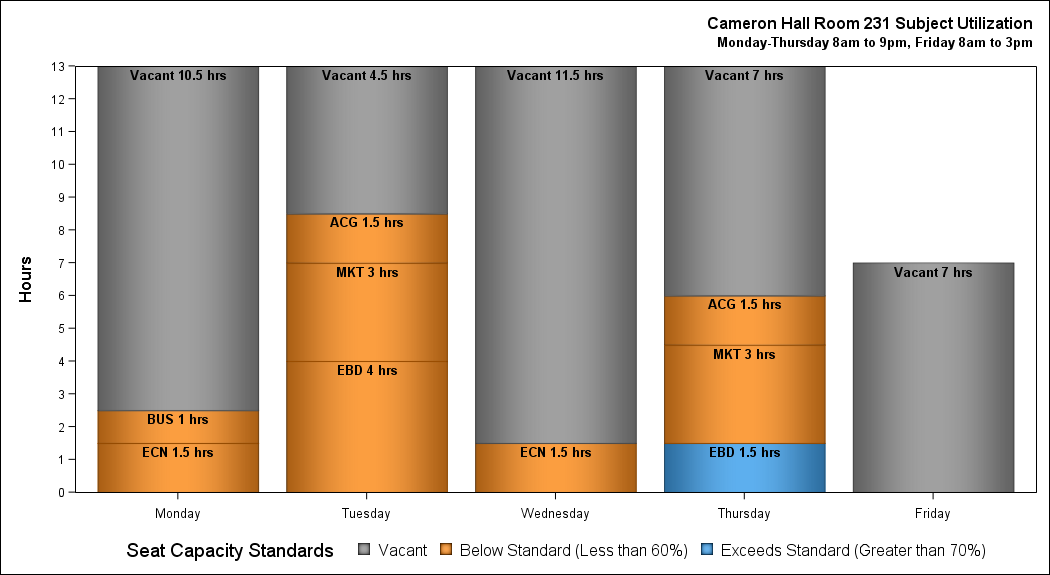 Cameron Hall Room 231 Subject Utilization
Monday-Thursday 8am to 9pm, Friday 8am to 3pm
13
12
11
10
9
8
7
6
5
4
3
2
1
0
Hours
Vacant 10.5 hrs
BUS 1 hrs
ECN 1.5 hrs
Vacant 4.5 hrs
ACG 1.5 hrs
MKT 3 hrs
EBD 4 hrs
Vacant 11.5 hrs
ECN 1.5 hrs
Vacant 7 hrs
ACG 1.5 hrs
MKT 3 hrs
EBD 1.5 hrs
Vacant 7 hrs
Monday Tuesday Wednesday Thursday Friday
Seat Capacity Standards Vacant Below Standard (Less than 60%) Exceeds Standard (Greater than 70%)